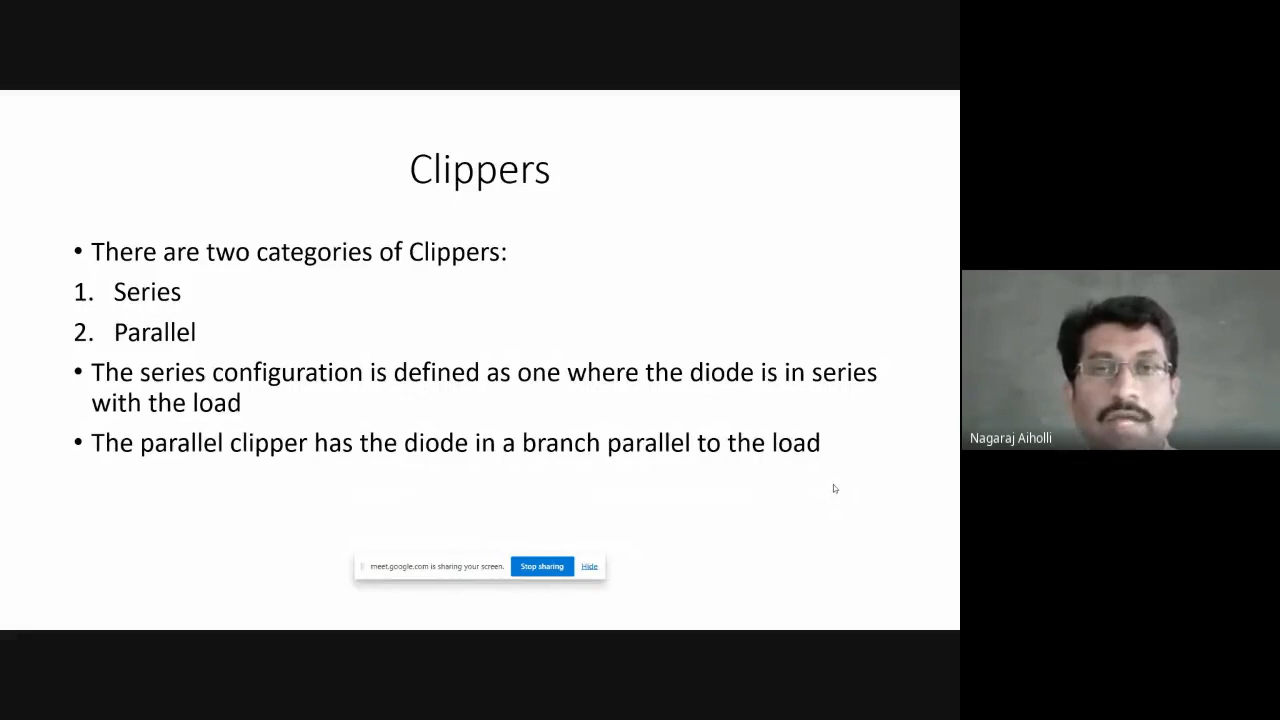 Clippers
• There are two categories of Clippers:
1. Series
2. Parallel
• The series configuration is defined as one where the diode is in series
with the load
• The parallel clipper has the diode in a branch parallel to the load
Nagaraj Aiholli
meet.google.com is sharing your screen. Stop sharing Hide